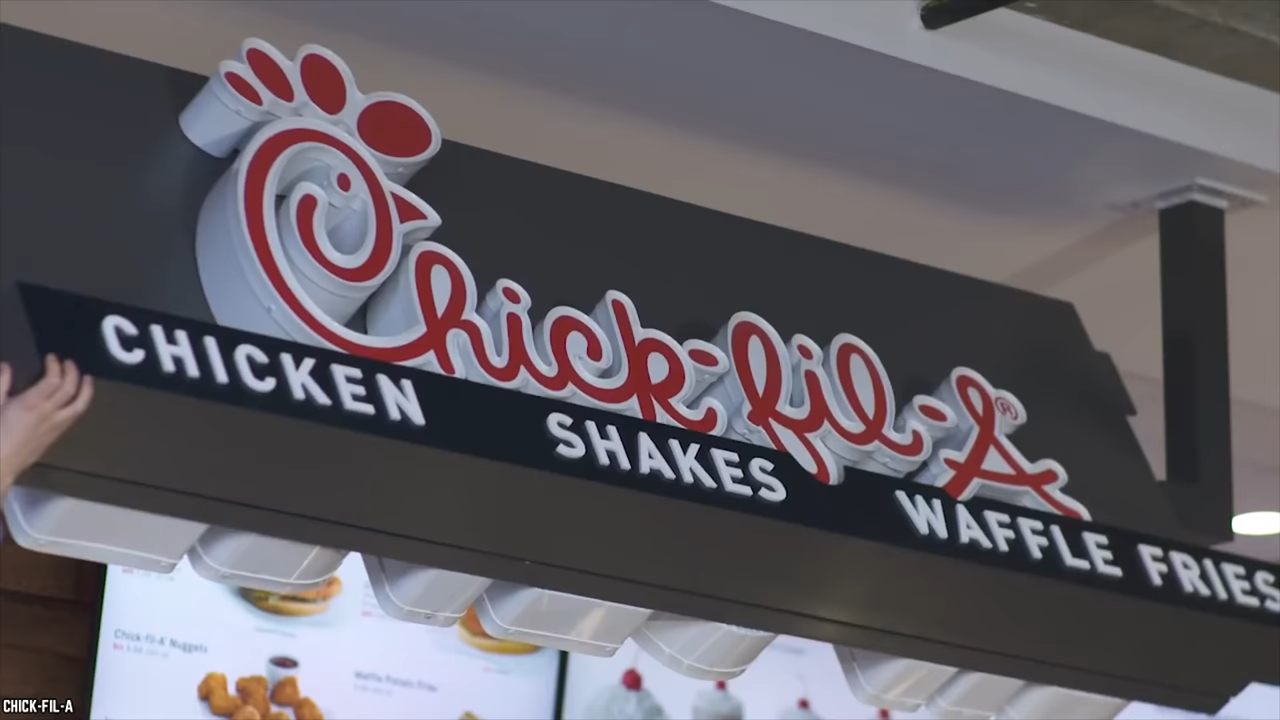 Chick-fil-A®
CHICKEN SHAKES WAFFLE FRIES
Chick-fil-A® Nuggets
Waffle Potato Fries
CHICK-FIL-A